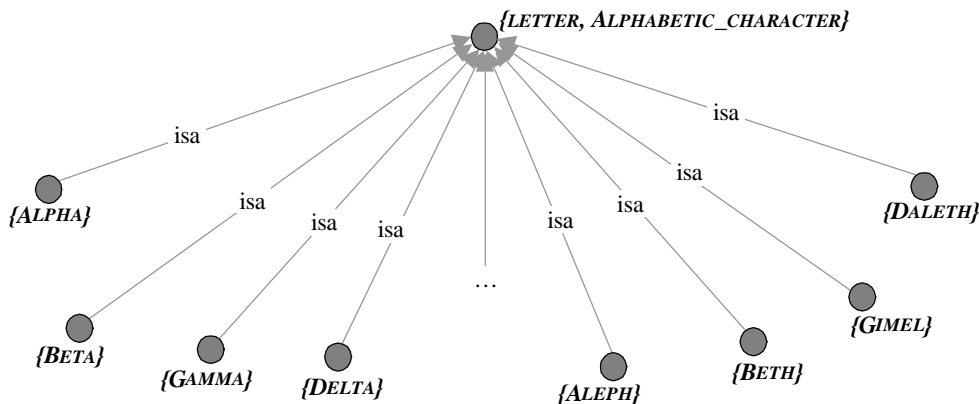 {LETTER, ALPHABETIC_CHARACTER}
isa
isa
{ALPHA}
isa
isa
{DALETH}
isa
isa
isa
isa
…
{GIMEL}
{BETA}
{GAMMA}
{DELTA}
{ALEPH}
{BETH}